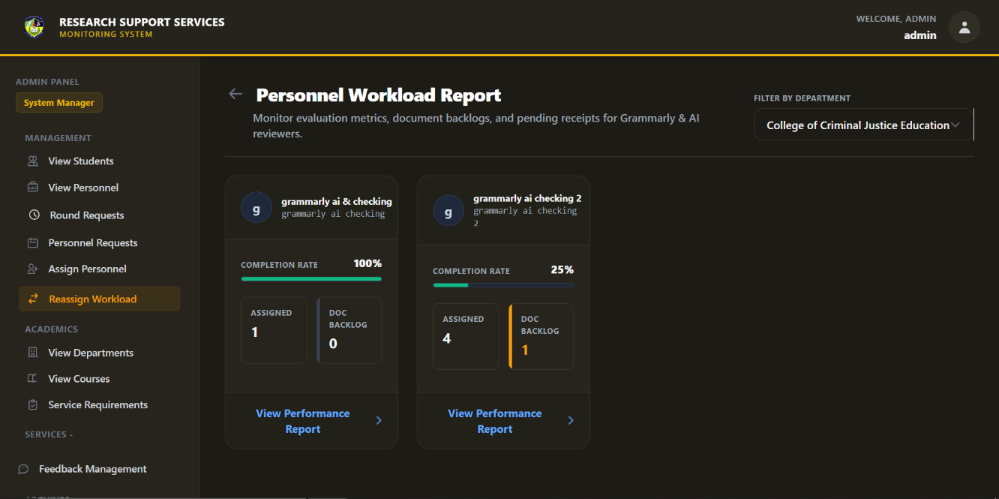 RESEARCH SUPPORT SERVICES
MONITORING SYSTEM
WELCOME, ADMIN
admin
ADMIN PANEL
System Manager
MANAGEMENT
View Students
View Personnel
Round Requests
Personnel Requests
Assign Personnel
Reassign Workload
ACADEMICS
View Departments
View Courses
Service Requirements
SERVICES -
Feedback Management
Personnel Workload Report
Monitor evaluation metrics, document backlogs, and pending receipts for Grammarly & AI
reviewers.
FILTER BY DEPARTMENT
College of Criminal Justice Education
g
grammarly ai & checking
grammarly ai checking
COMPLETION RATE 100%
ASSIGNED
1
DOC
BACKLOG
0
View Performance
Report
g
grammarly ai checking 2
grammarly ai checking
2
COMPLETION RATE 25%
ASSIGNED
4
DOC
BACKLOG
1
View Performance
Report